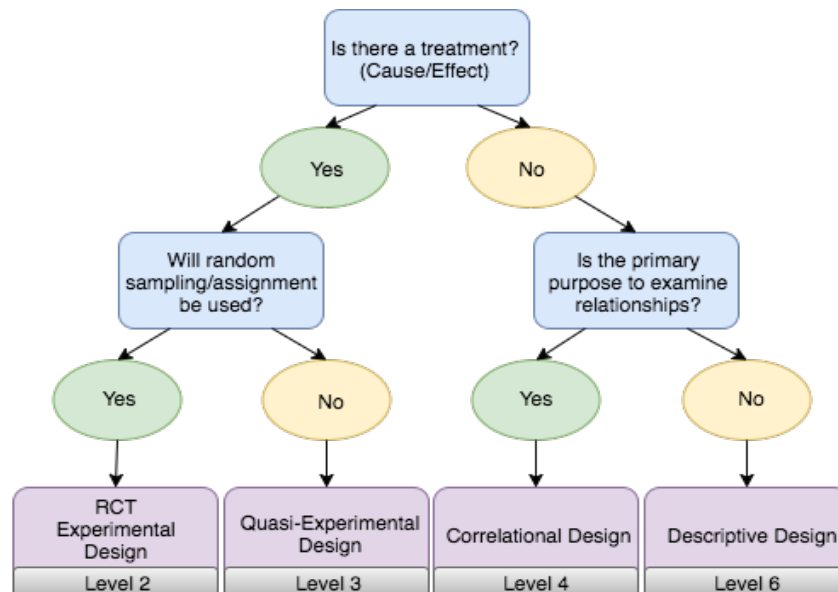 Is there a treatment?
(Cause/Effect)
Yes
No
Will random
sampling/assignment
be used?
Is the primary
purpose to examine
relationships?
Yes
No
Yes
No
RCT
Experimental
Design
Quasi-Experimental
Design
Correlational Design
Descriptive Design
Level 2
Level 3
Level 4
Level 6